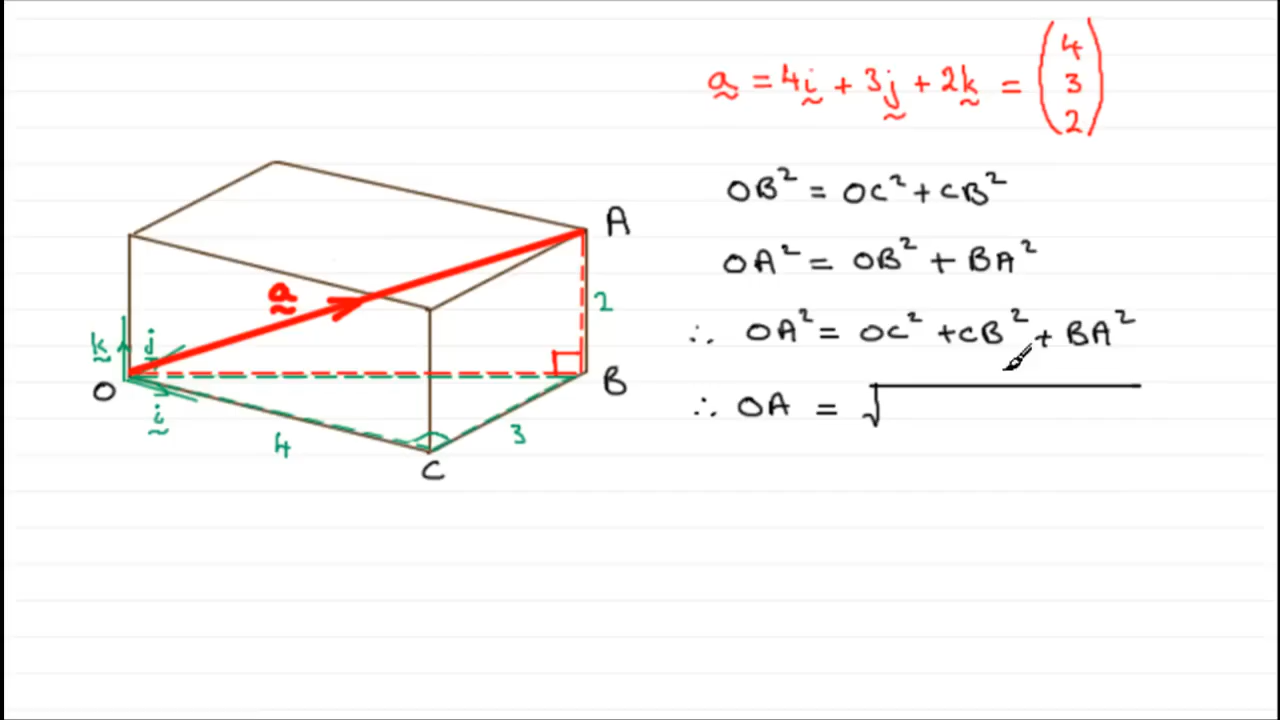 a = 4i + 3j + 2k = (4
3
2)
OB² = OC² + CB²
OA² = OB² + BA²
∴ OA² = OC² + CB² + BA²
∴ OA = √
A
a
2
k j
O
B
i
4
3
C